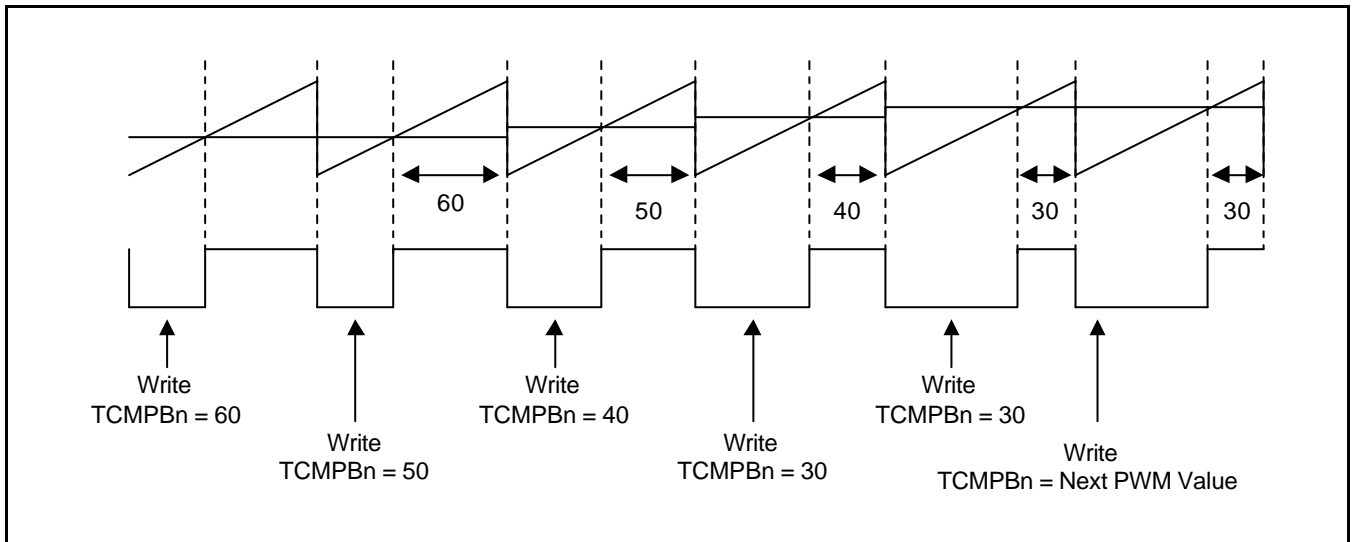 60
50
40
30
30
Write
TCMPBn = 60
Write
TCMPBn = 50
Write
TCMPBn = 40
Write
TCMPBn = 30
Write
TCMPBn = 30
Write
TCMPBn = Next PWM Value